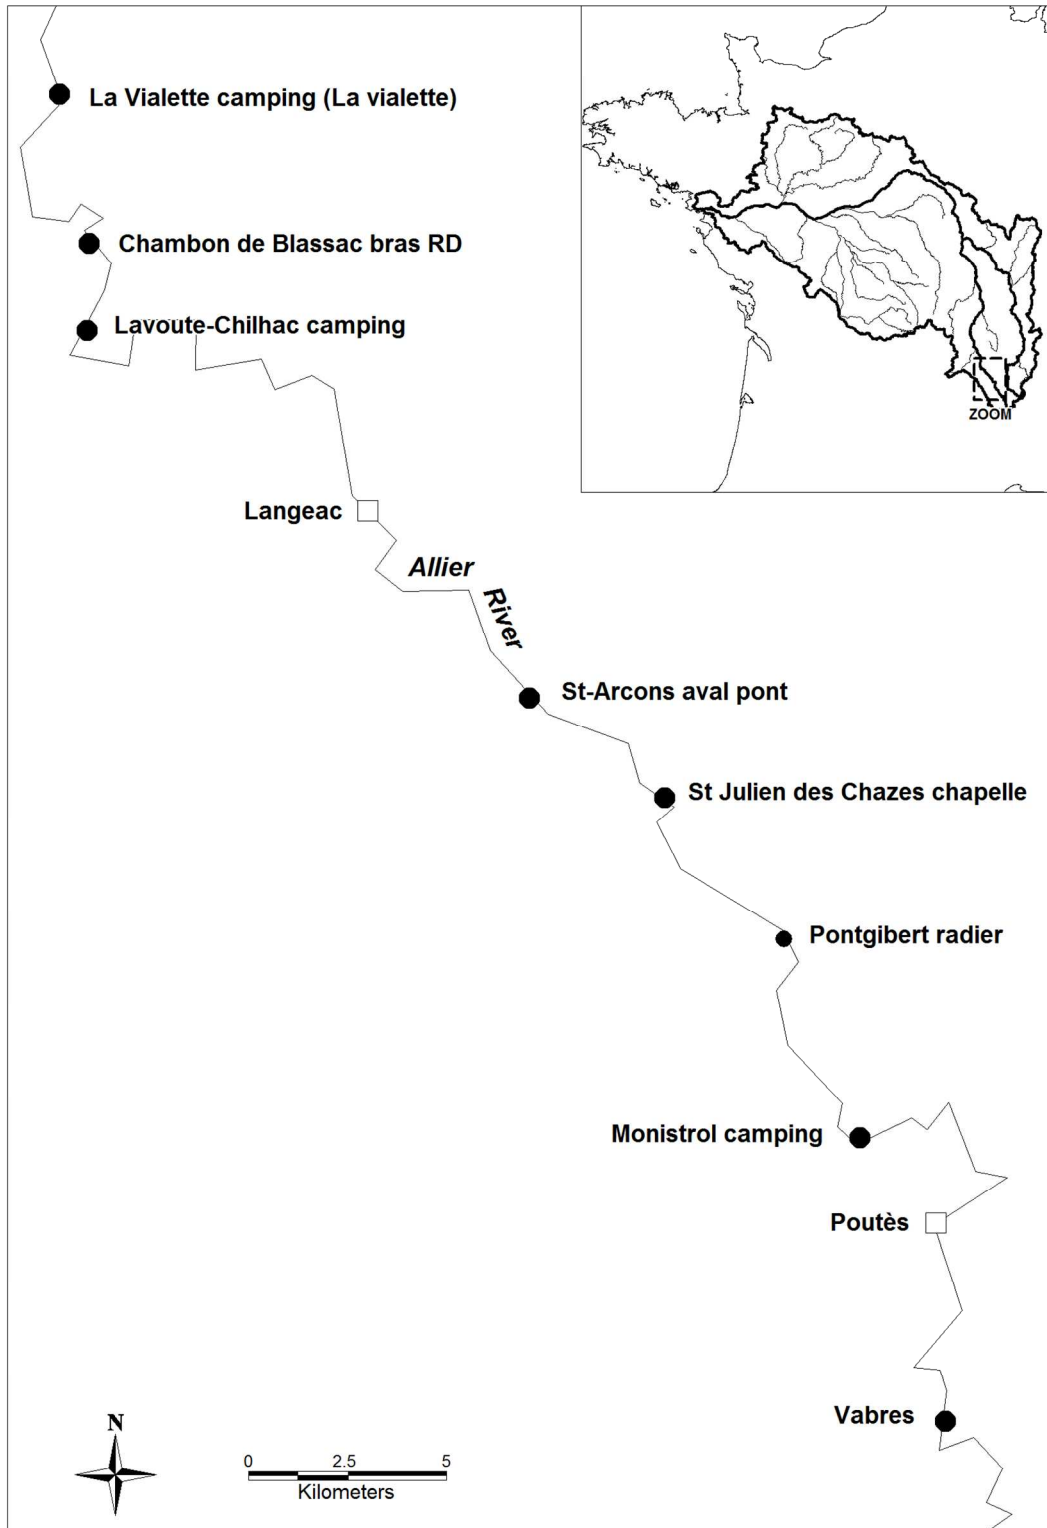 La Vialette camping (La vialette)
Chambon de Blassac bras RD
Lavoute-Chilhac camping
ZOOM
Langeac
Allier
River
St-Arcons aval pont
St Julien des Chazes chapelle
Pontgibert radier
Monistrol camping
Poutès
Vabres
N
0 2.5 5
Kilometers